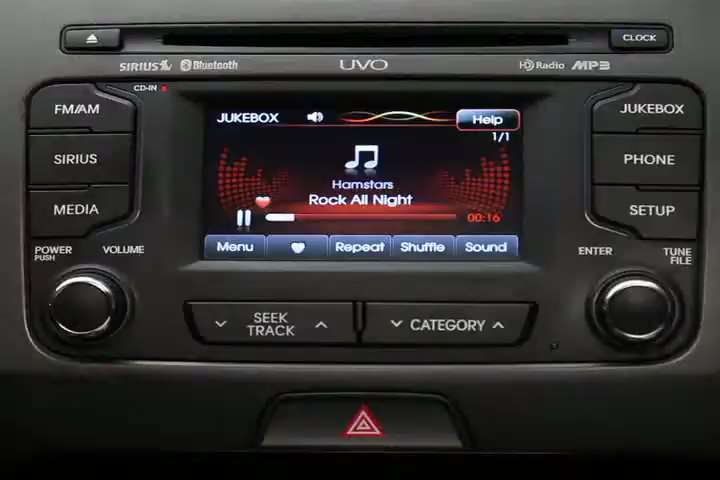 CLOCK
SIRIUS Bluetooth UVO HD Radio MP3
CD-IN
FM/AM
SIRIUS
MEDIA
POWER
PUSH
VOLUME
JUKEBOX Help
1/1
Hamstars
Rock All Night
00:16
Menu Repeat Shuffle Sound
JUKEBOX
PHONE
SETUP
ENTER
TUNE
FILE
SEEK
TRACK
CATEGORY